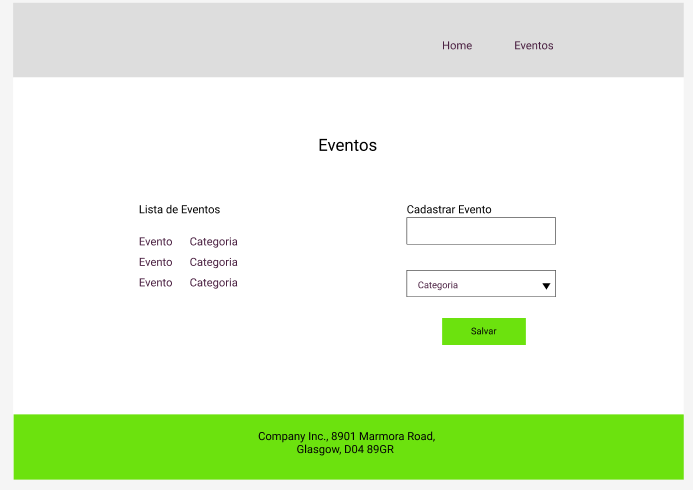 Home Eventos
Eventos
Lista de Eventos
Evento Categoria
Evento Categoria
Evento Categoria
Cadastrar Evento
Categoria
Salvar
Company Inc., 8901 Marmora Road,
Glasgow, D04 89GR